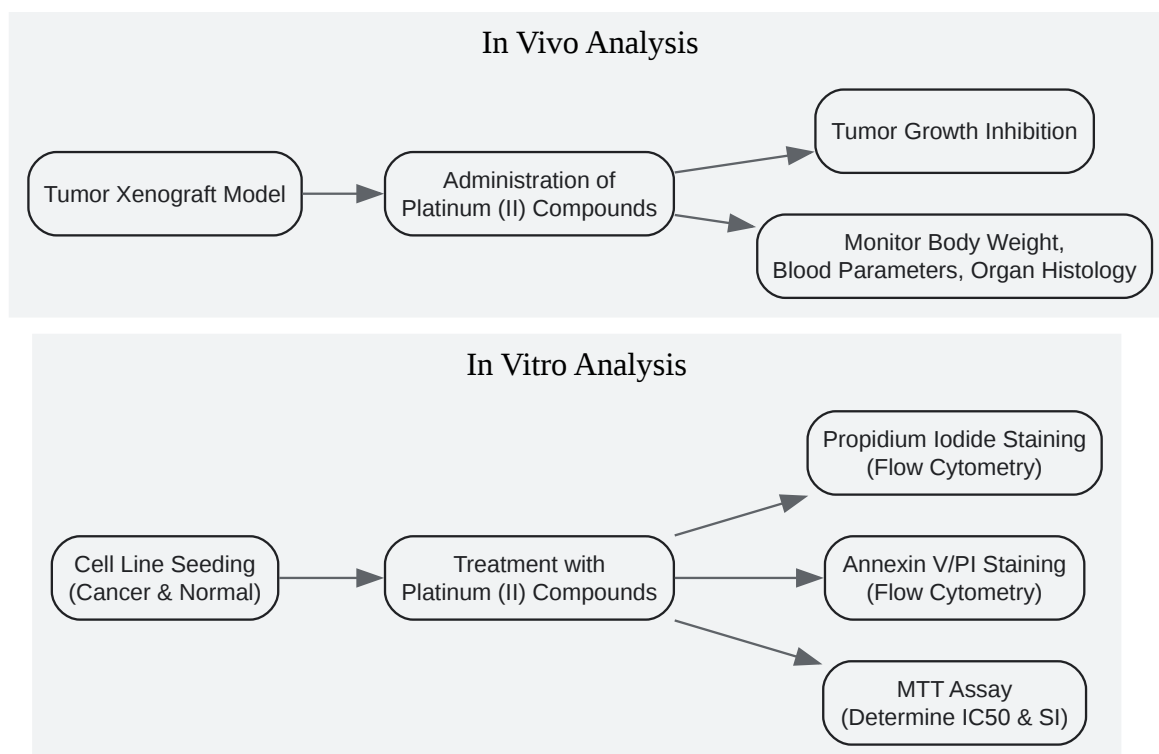 In Vivo Analysis
Tumor Xenograft Model
Administration of
Platinum (II) Compounds
Tumor Growth Inhibition
Monitor Body Weight,
Blood Parameters, Organ Histology
In Vitro Analysis
Cell Line Seeding
(Cancer & Normal)
Treatment with
Platinum (II) Compounds
Propidium Iodide Staining
(Flow Cytometry)
Annexin V/PI Staining
(Flow Cytometry)
MTT Assay
(Determine IC50 & SI)